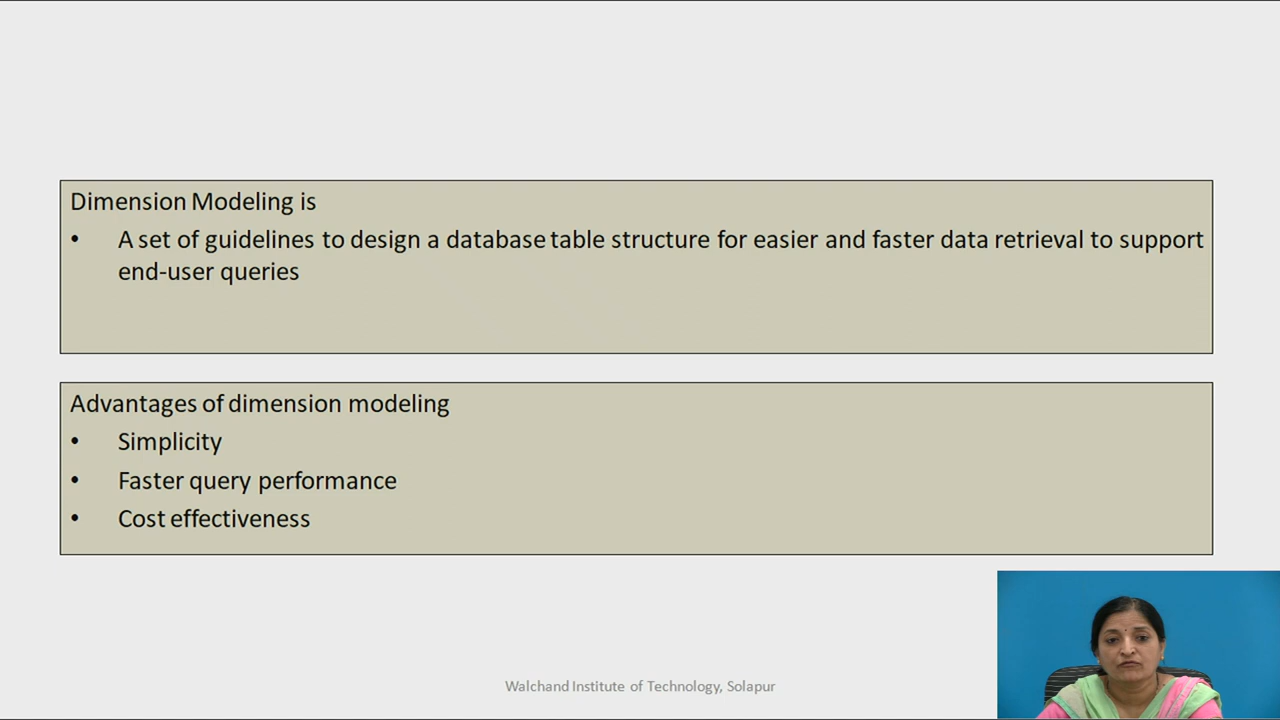 Dimension Modeling is
• A set of guidelines to design a database table structure for easier and faster data retrieval to support
end-user queries
Advantages of dimension modeling
• Simplicity
• Faster query performance
• Cost effectiveness
Walchand Institute of Technology, Solapur